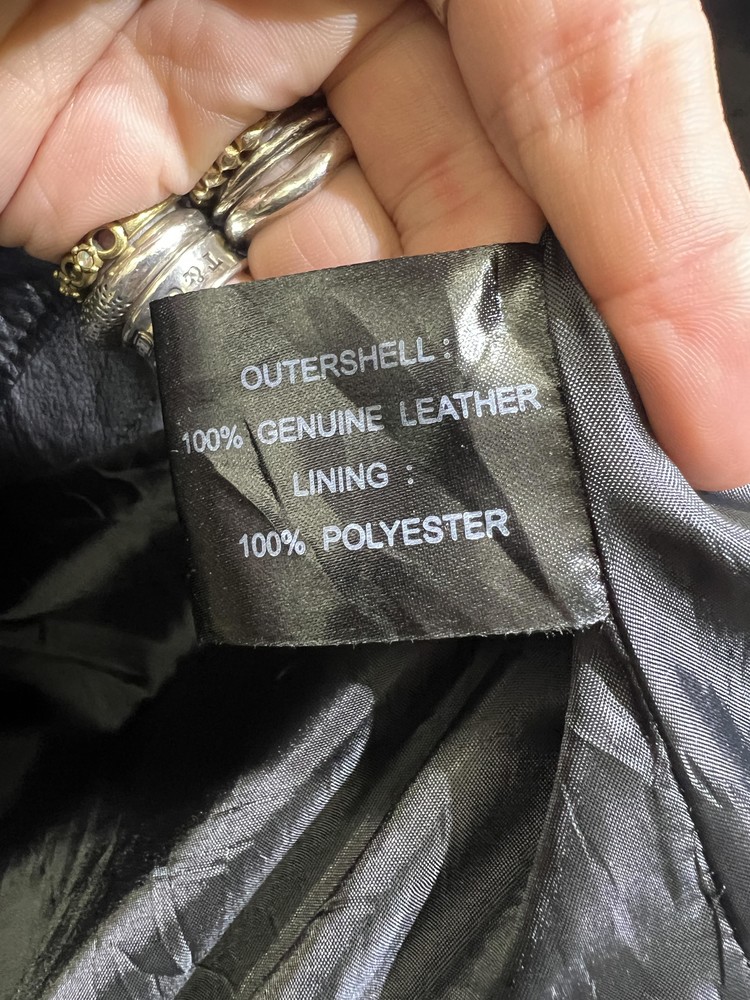 OUTERSHELL :
100% GENUINE LEATHER
LINING :
100% POLYESTER